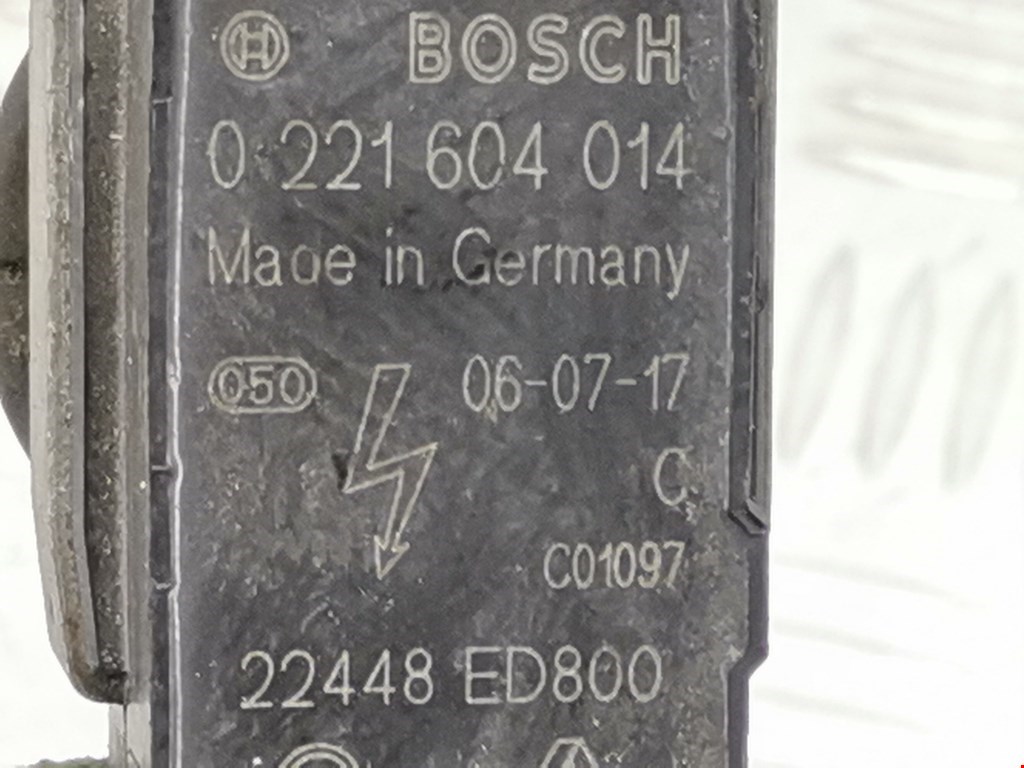 BOSCH
0 221 604 014
Made in Germany
050 06-07-17
C
C01097
22448 ED800